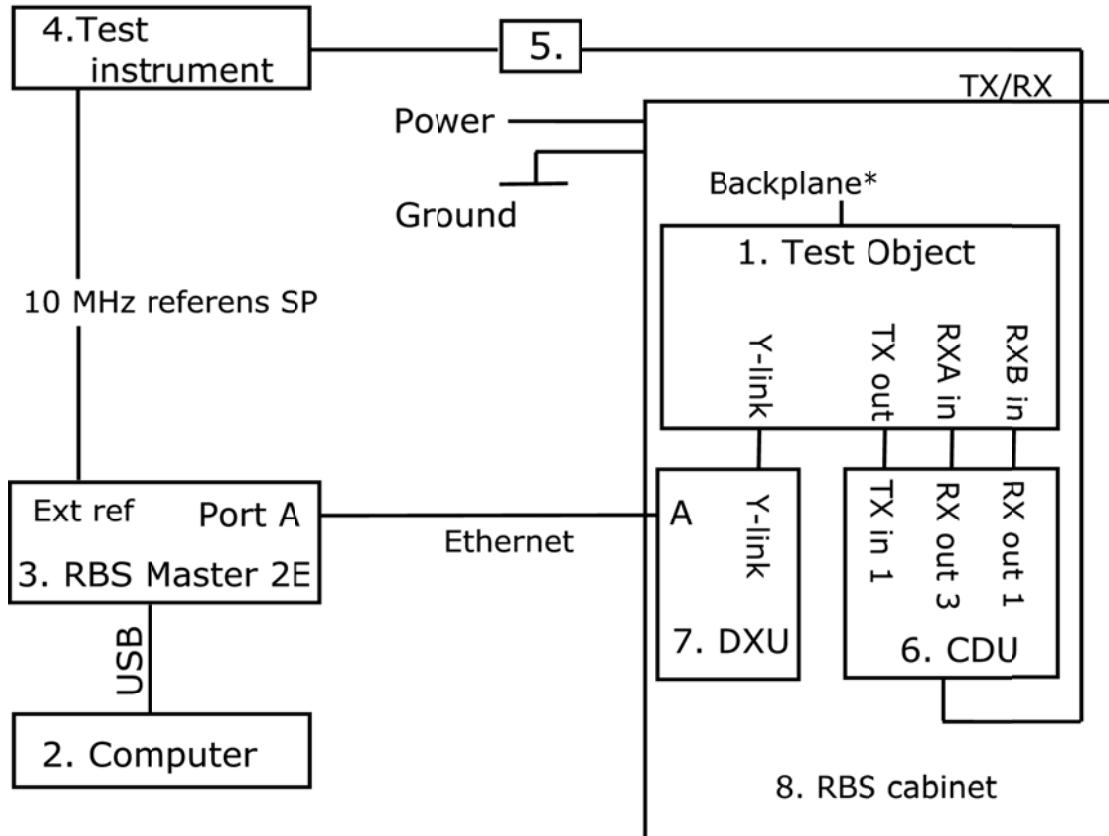 4.Test
instrument
5.
TX/RX
Power
Ground
Backplane*
1. Test Object
Y-link
TX out
RXA in
RXB in
10 MHz referens SP
Ext ref
Port A
3. RBS Master 2E
Ethernet
A
Y-link
7. DXU
TX in 1
RX out 3
RX out 1
6. CDU
USB
2. Computer
8. RBS cabinet